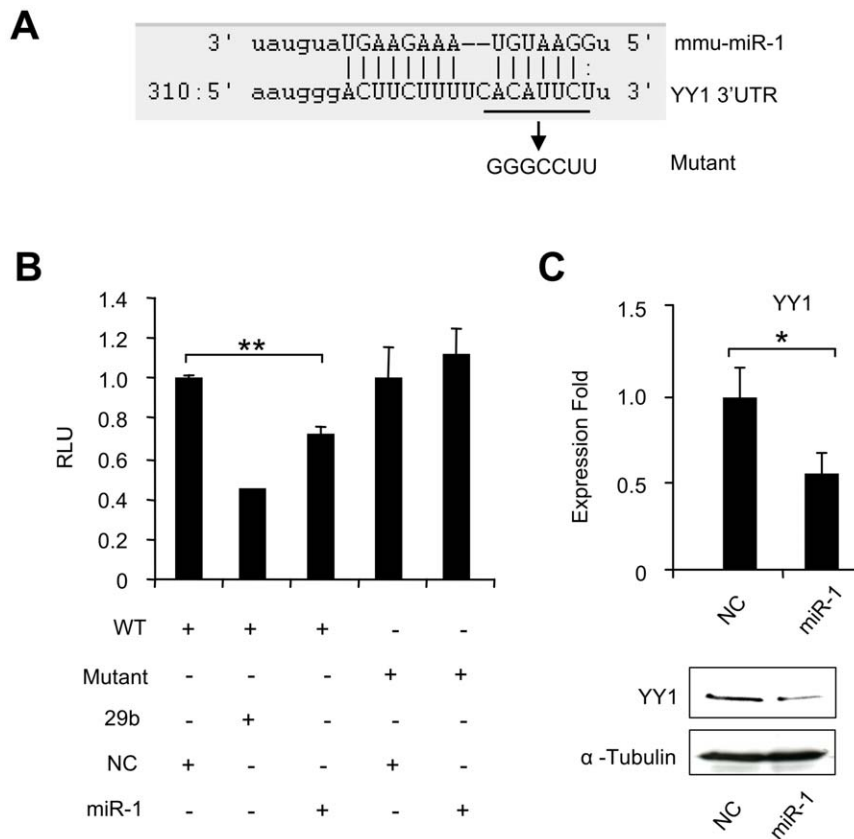 A
3' uauguaUGAAGAAA--UGUAAGGu 5' mmu-miR-1
||||||||  ||||||:
310:5' aaugggACUUCUUUUCACAUUCUu 3' YY1 3'UTR
GGGCCUU Mutant
B
1.4
1.2
1.0
0.8
0.6
0.4
0.2
0
RLU
**
WT + + + - -
Mutant - - - + +
29b - + - - -
NC + - - + -
miR-1 - - + - +
C
YY1
1.5
1.0
0.5
0
Expression Fold
*
NC miR-1
YY1
α -Tubulin
NC miR-1